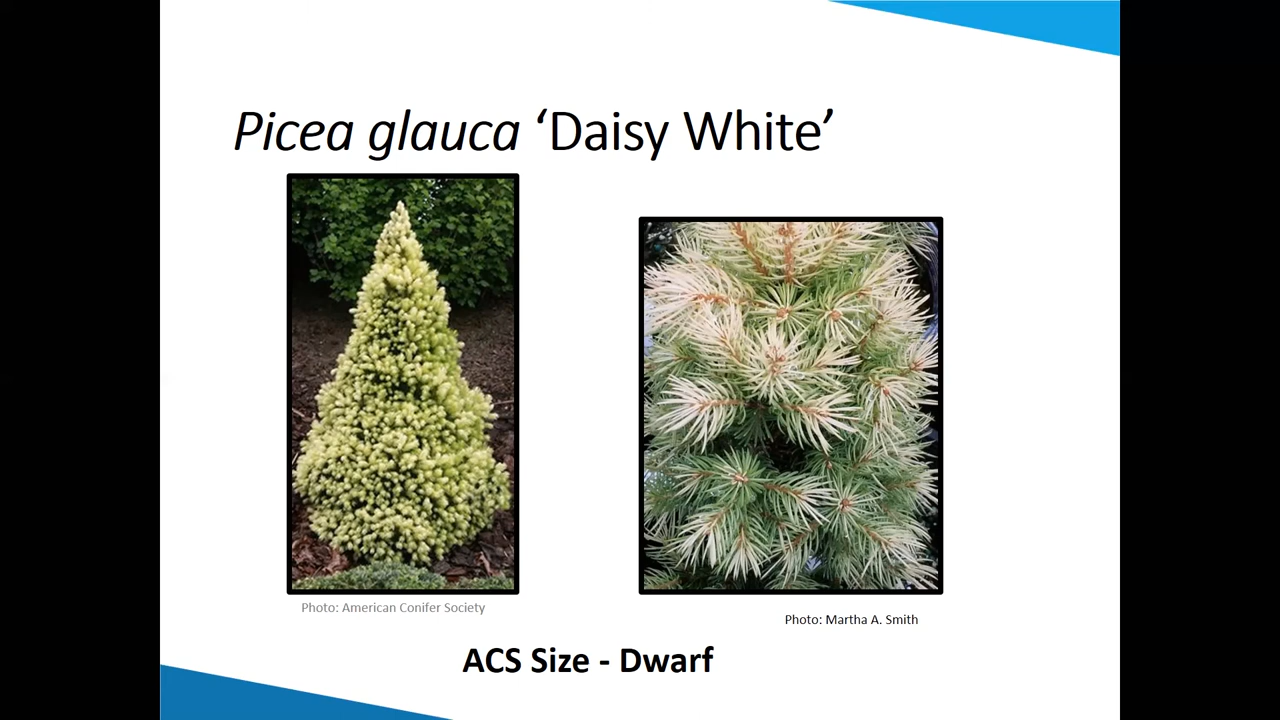 Picea glauca ‘Daisy White’
Photo: American Conifer Society
Photo: Martha A. Smith
ACS Size - Dwarf